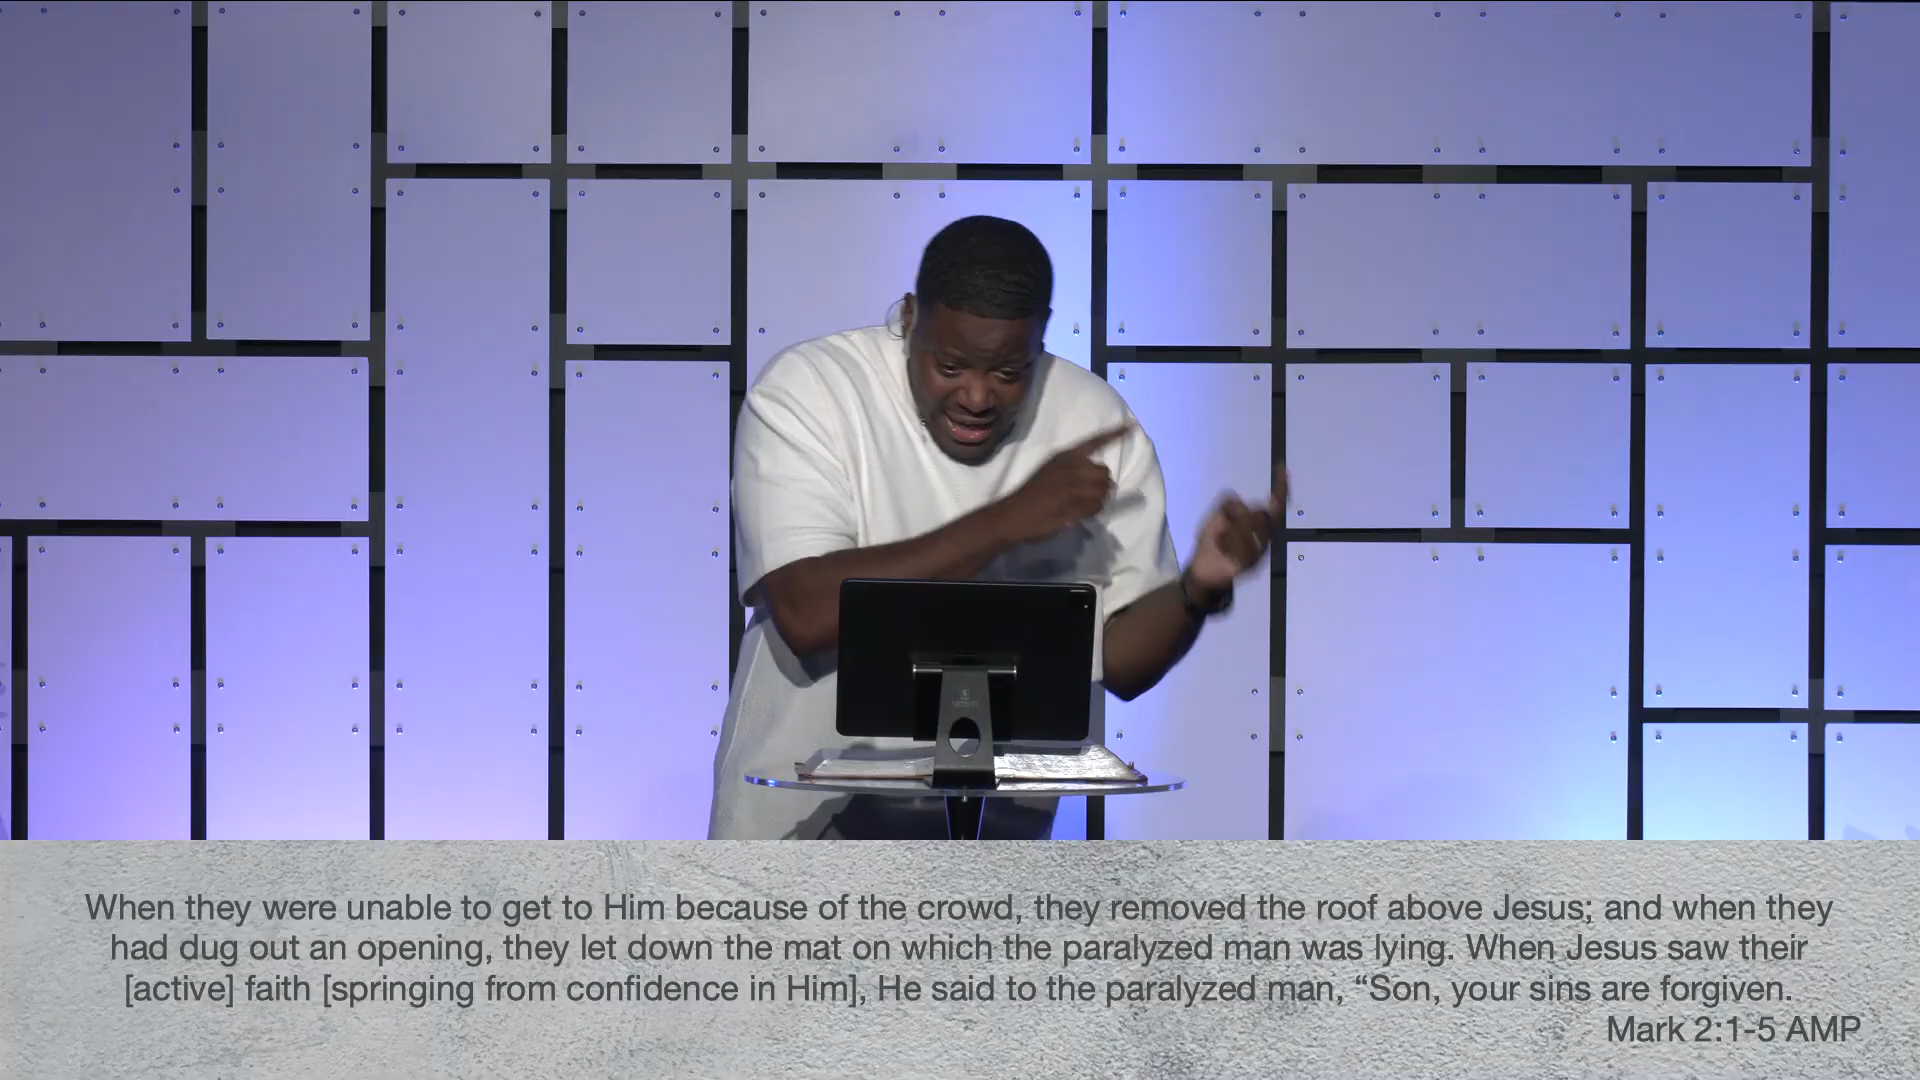 When they were unable to get to Him because of the crowd, they removed the roof above Jesus; and when they
had dug out an opening, they let down the mat on which the paralyzed man was lying. When Jesus saw their
[active] faith [springing from confidence in Him], He said to the paralyzed man, “Son, your sins are forgiven.
Mark 2:1-5 AMP